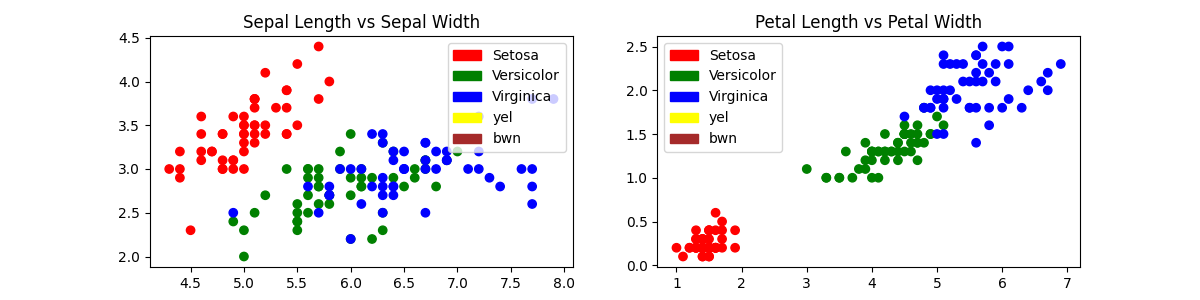 Sepal Length vs Sepal Width
4.5
4.0
3.5
3.0
2.5
2.0
4.5 5.0 5.5 6.0 6.5 7.0 7.5 8.0
Setosa
Versicolor
Virginica
yel
bwn
Petal Length vs Petal Width
2.5
2.0
1.5
1.0
0.5
0.0
1 2 3 4 5 6 7
Setosa
Versicolor
Virginica
yel
bwn